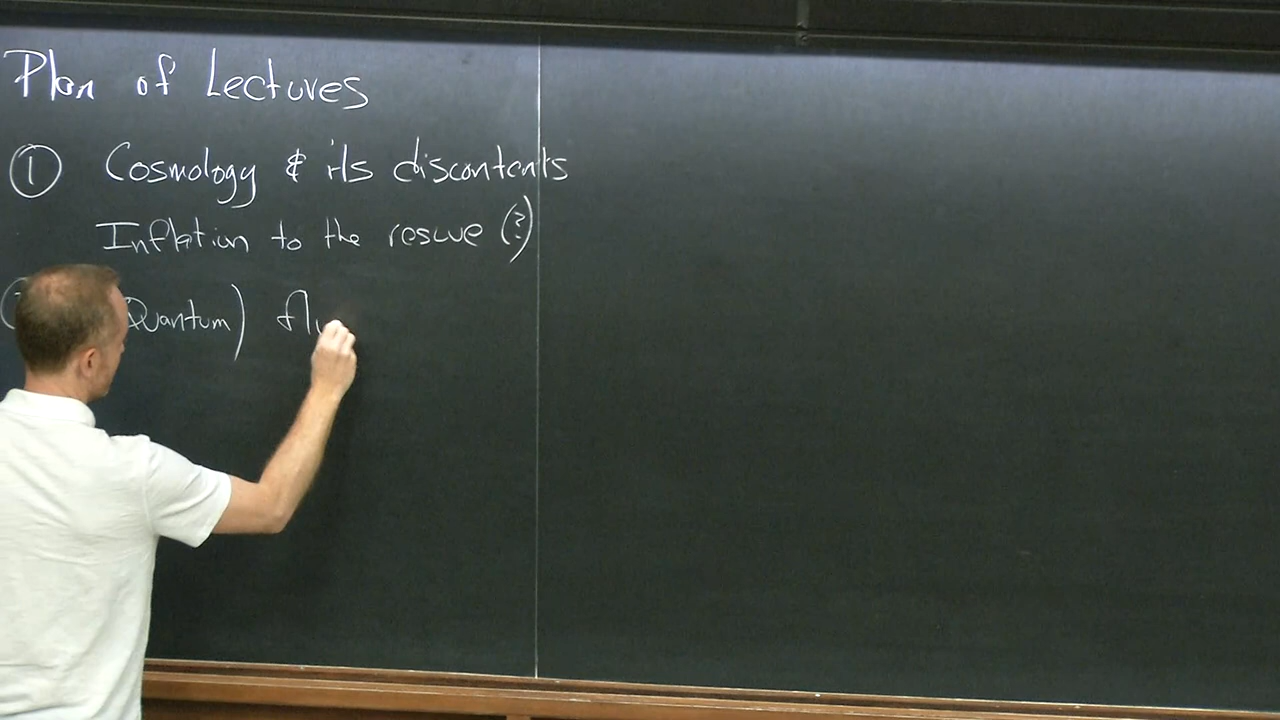 Plan of Lectures
① Cosmology & its discontents
Inflation to the rescue (?)
Quantum) flu